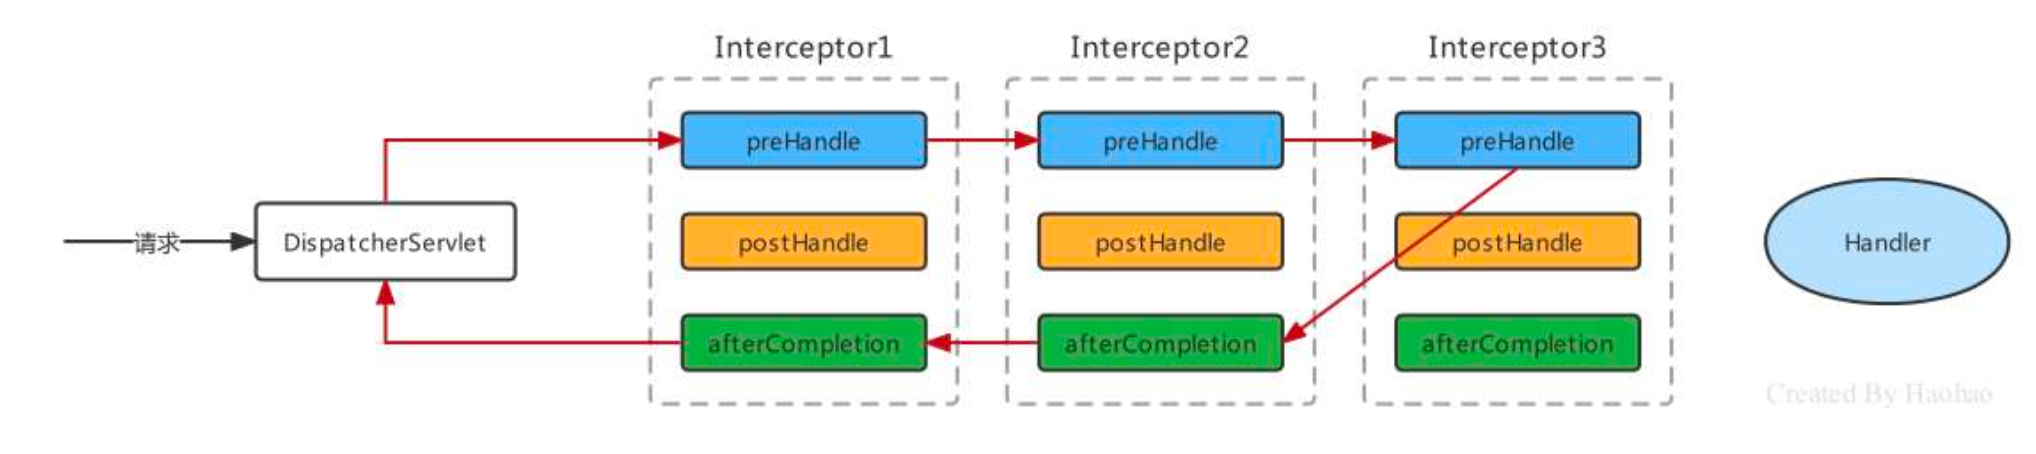 Interceptor1
Interceptor2
Interceptor3
preHandle
preHandle
preHandle
请求
DispatcherServlet
postHandle
postHandle
postHandle
Handler
afterCompletion
afterCompletion
afterCompletion
Created By Haohao